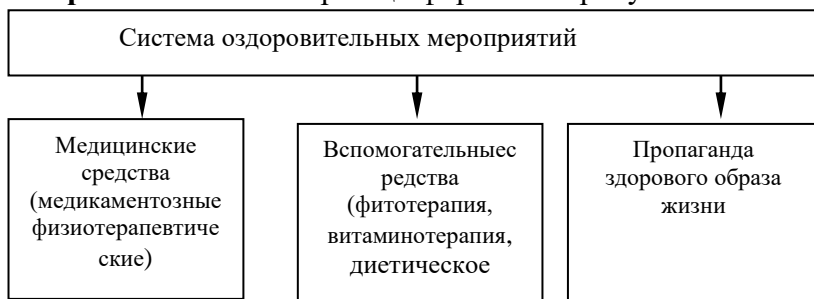 Система оздоровительных мероприятий
Медицинские
средства
(медикаментозные
физиотерапевтиче
ские)
Вспомогательныес
редства
(фитотерапия,
витаминотерапия,
диетическое
Пропаганда
здорового образа
жизни